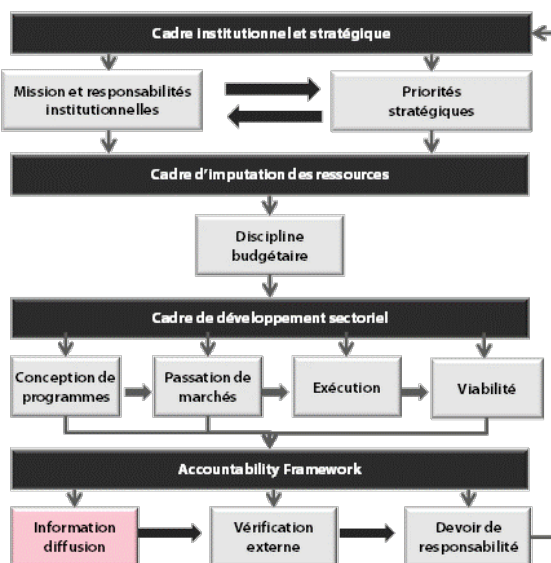 Cadre institutionnel et stratégique
Mission et responsabilités
institutionnelles
Priorités
stratégiques
Cadre d'imputation des ressources
Discipline
budgétaire
Cadre de développement sectoriel
Conception de
programmes
Passation de
marchés
Exécution
Viabilité
Accountability Framework
Information
diffusion
Vérification
externe
Devoir de
responsabilité